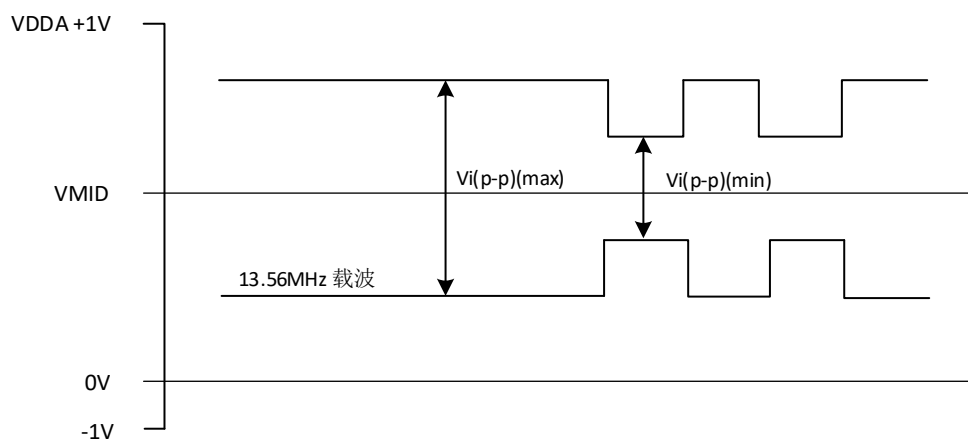 VDDA +1V
Vi(p-p)(max)
Vi(p-p)(min)
VMID
13.56MHz 载波
0V
-1V